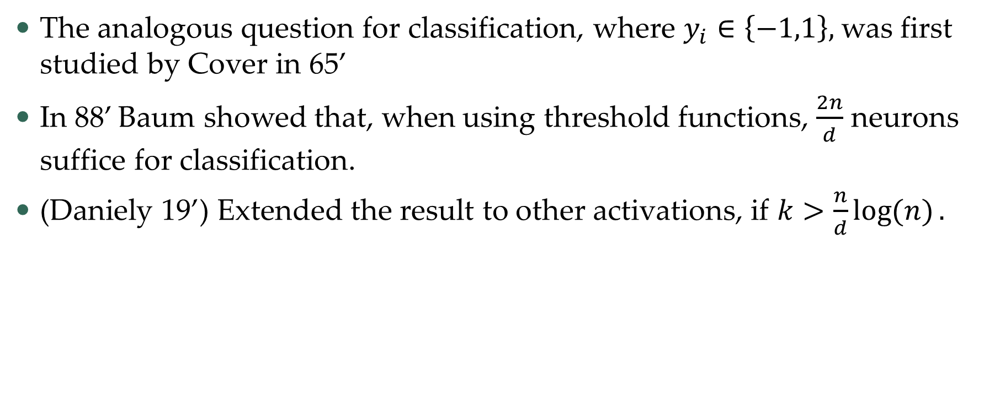 • The analogous question for classification, where $y_i \in \{-1,1\}$, was first
studied by Cover in 65′
• In 88′ Baum showed that, when using threshold functions, $\frac{2n}{d}$ neurons
suffice for classification.
• (Daniely 19′) Extended the result to other activations, if $k > \frac{n}{d}\log(n)$.